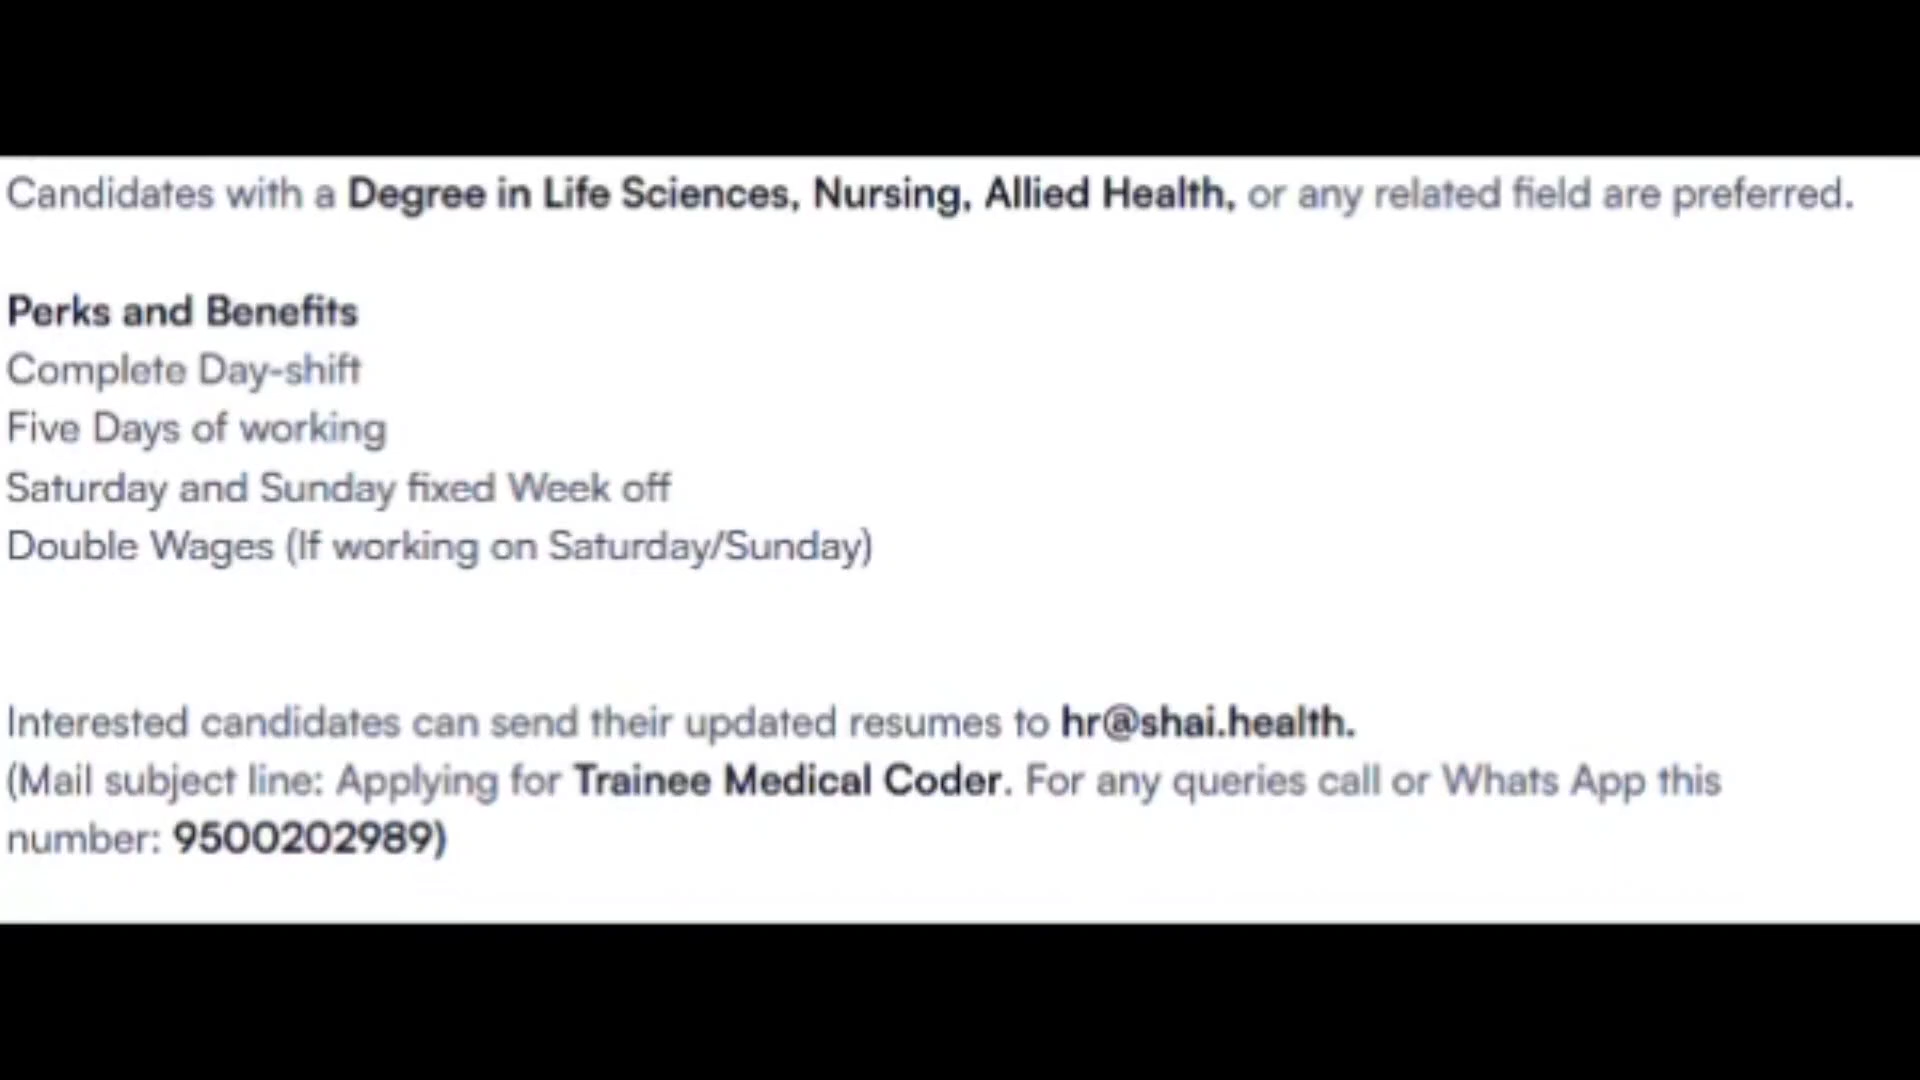 Candidates with a Degree in Life Sciences, Nursing, Allied Health, or any related field are preferred.
Perks and Benefits
Complete Day-shift
Five Days of working
Saturday and Sunday fixed Week off
Double Wages (If working on Saturday/Sunday)
Interested candidates can send their updated resumes to hr@shai.health.
(Mail subject line: Applying for Trainee Medical Coder. For any queries call or Whats App this
number: 9500202989)